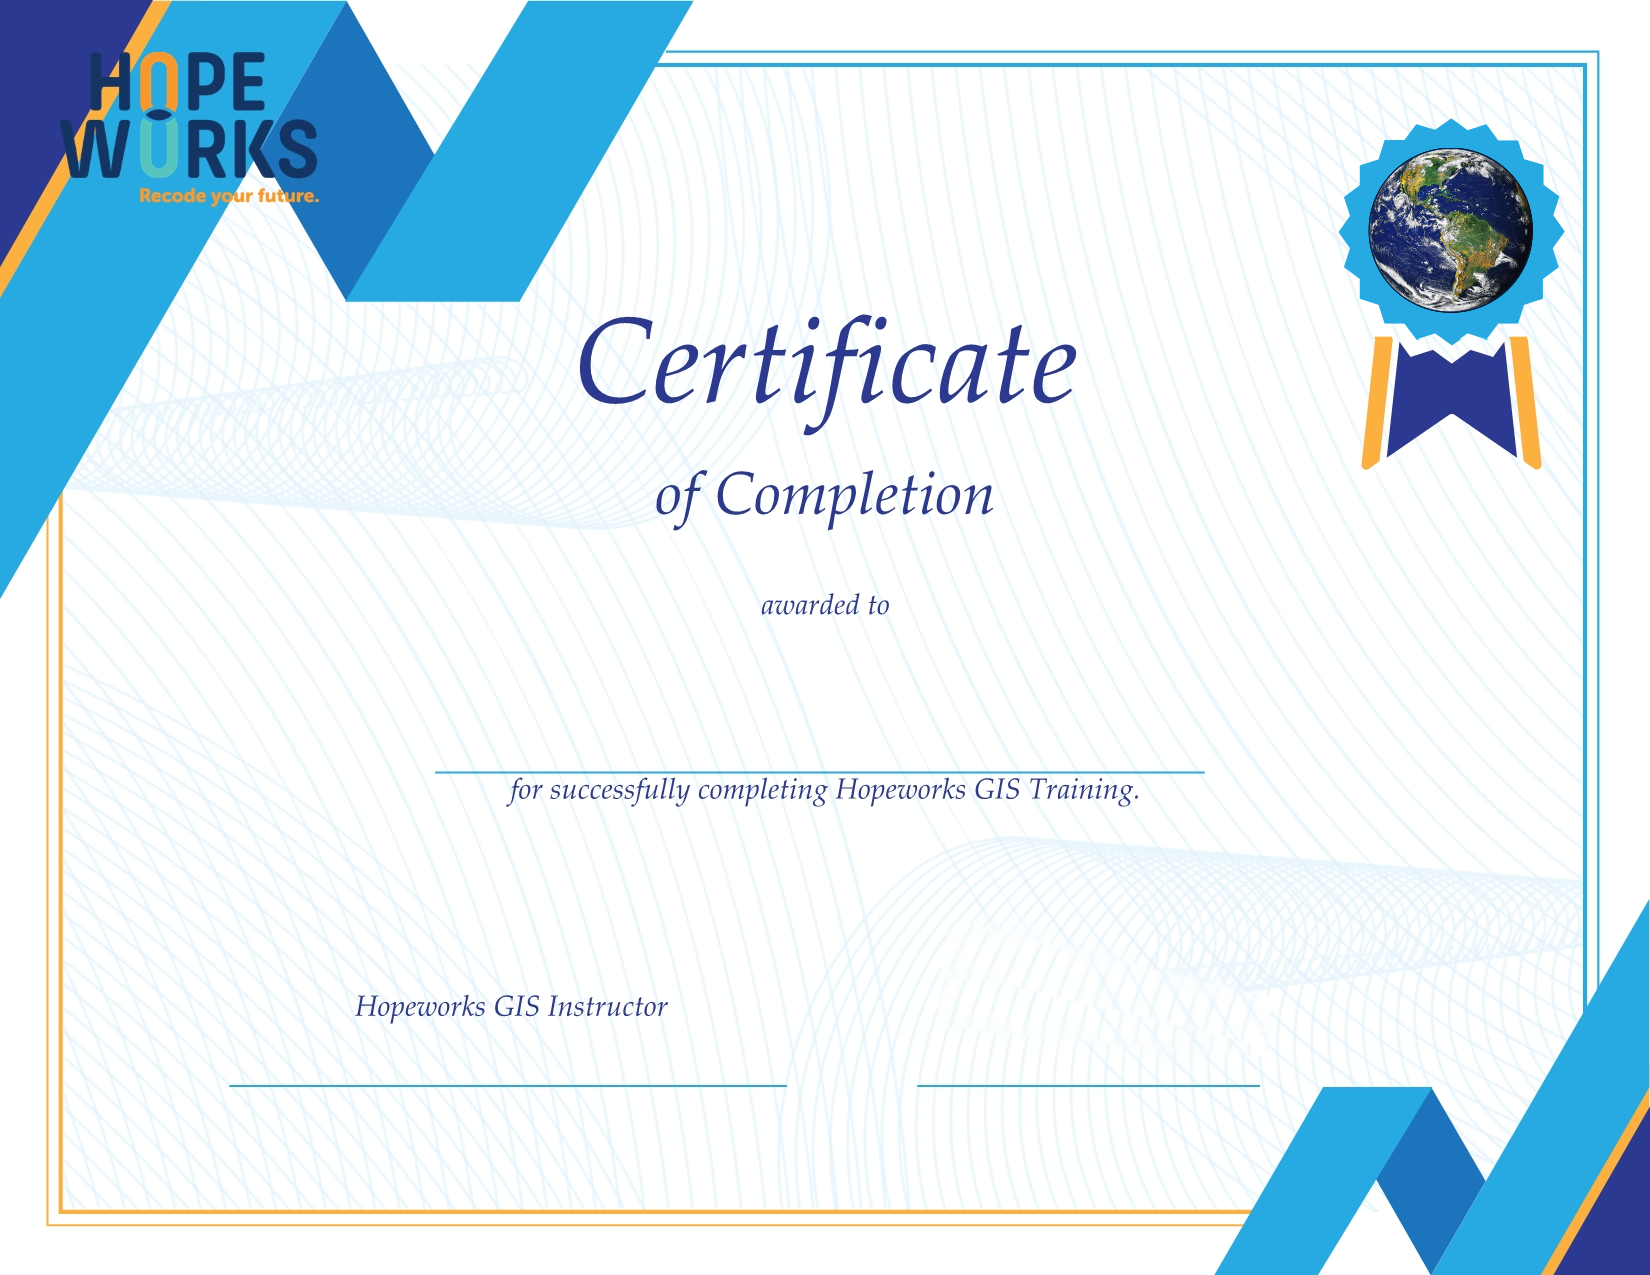 HOPE
WORKS
Recode your future.
Certificate
of Completion
awarded to
for successfully completing Hopeworks GIS Training.
Hopeworks GIS Instructor